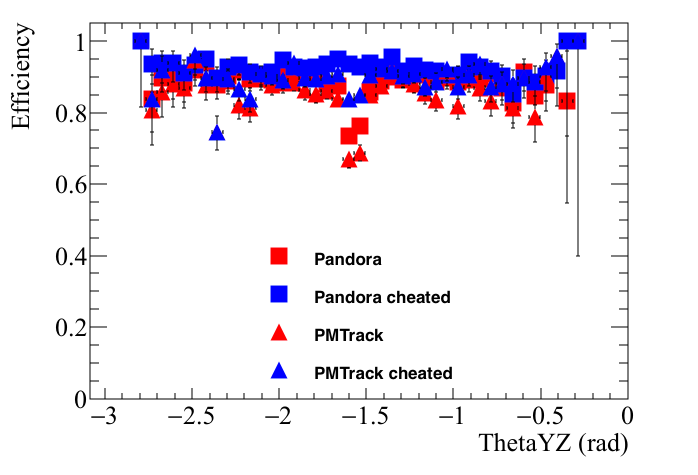 Efficiency
1
0.8
0.6
0.4
0.2
0
Pandora
Pandora cheated
PMTrack
PMTrack cheated
−3 −2.5 −2 −1.5 −1 −0.5 0
ThetaYZ (rad)